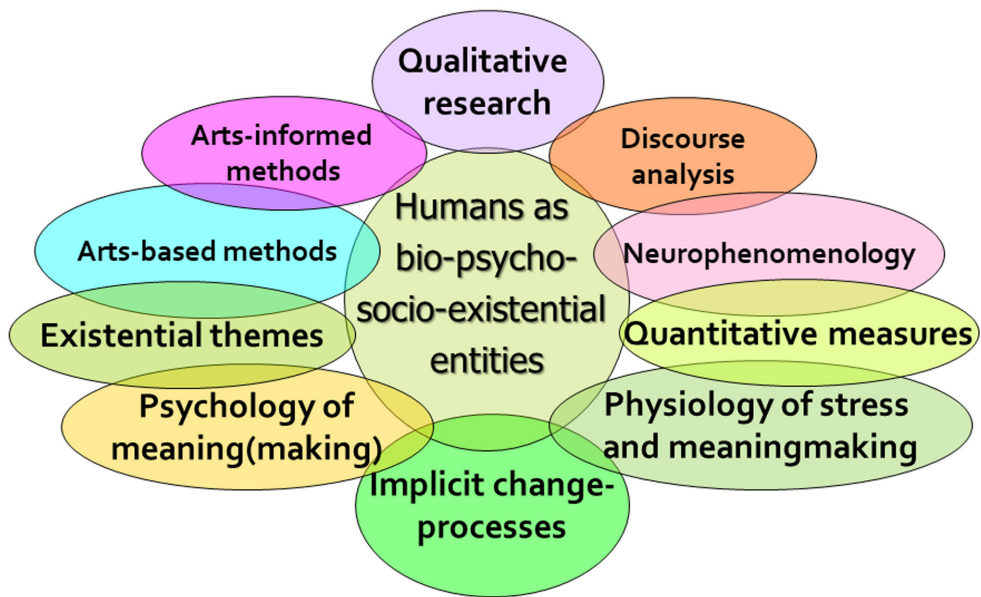 Qualitative
research
Arts-informed
methods
Discourse
analysis
Humans as
bio-psycho-
socio-existential
entities
Arts-based methods
Neurophenomenology
Existential themes
Quantitative measures
Psychology of
meaning(making)
Physiology of stress
and meaningmaking
Implicit change-
processes